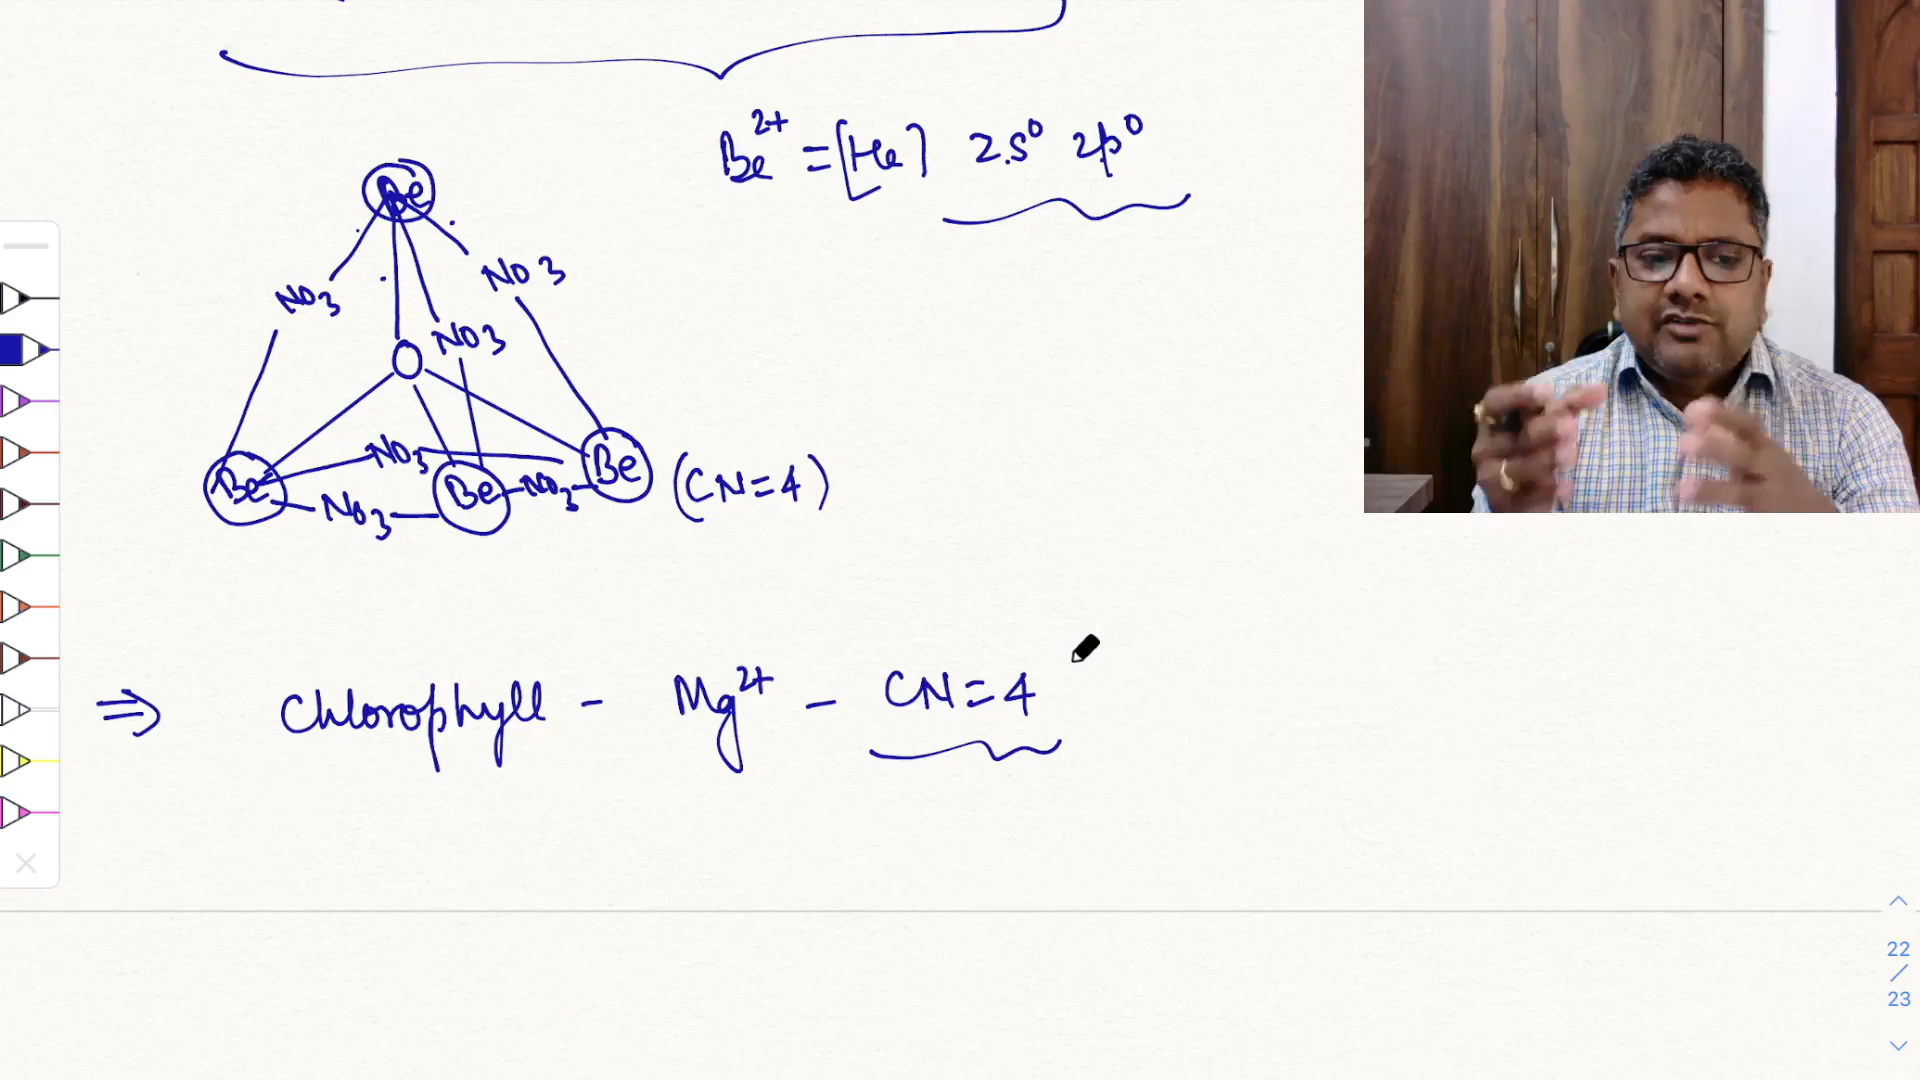 Be²⁺ = [He] 2s⁰ 2p⁰
Be
NO3 NO3
NO3
O
NO3
Be Be NO3 Be (CN=4)
NO3
⇒ Chlorophyll - Mg²⁺ - CN=4
22
/
23